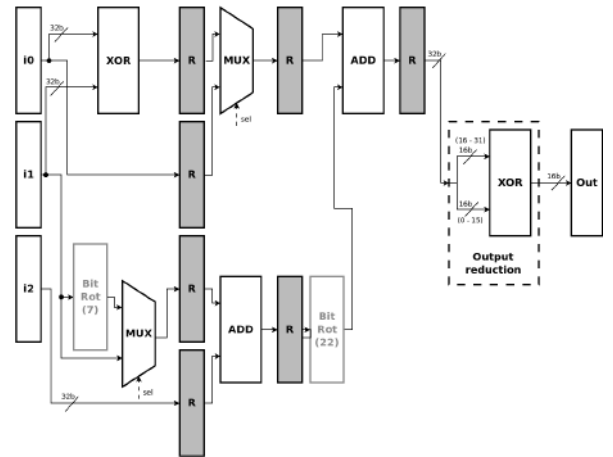 i0
32b
32b
XOR
R
MUX
sel
R
ADD
R
32b
i1
R
(16 - 31)
16b
16b
(0 - 15)
XOR
16b
Out
Output
reduction
i2
Bit
Rot
(7)
MUX
sel
32b
R
R
ADD
R
Bit
Rot
(22)